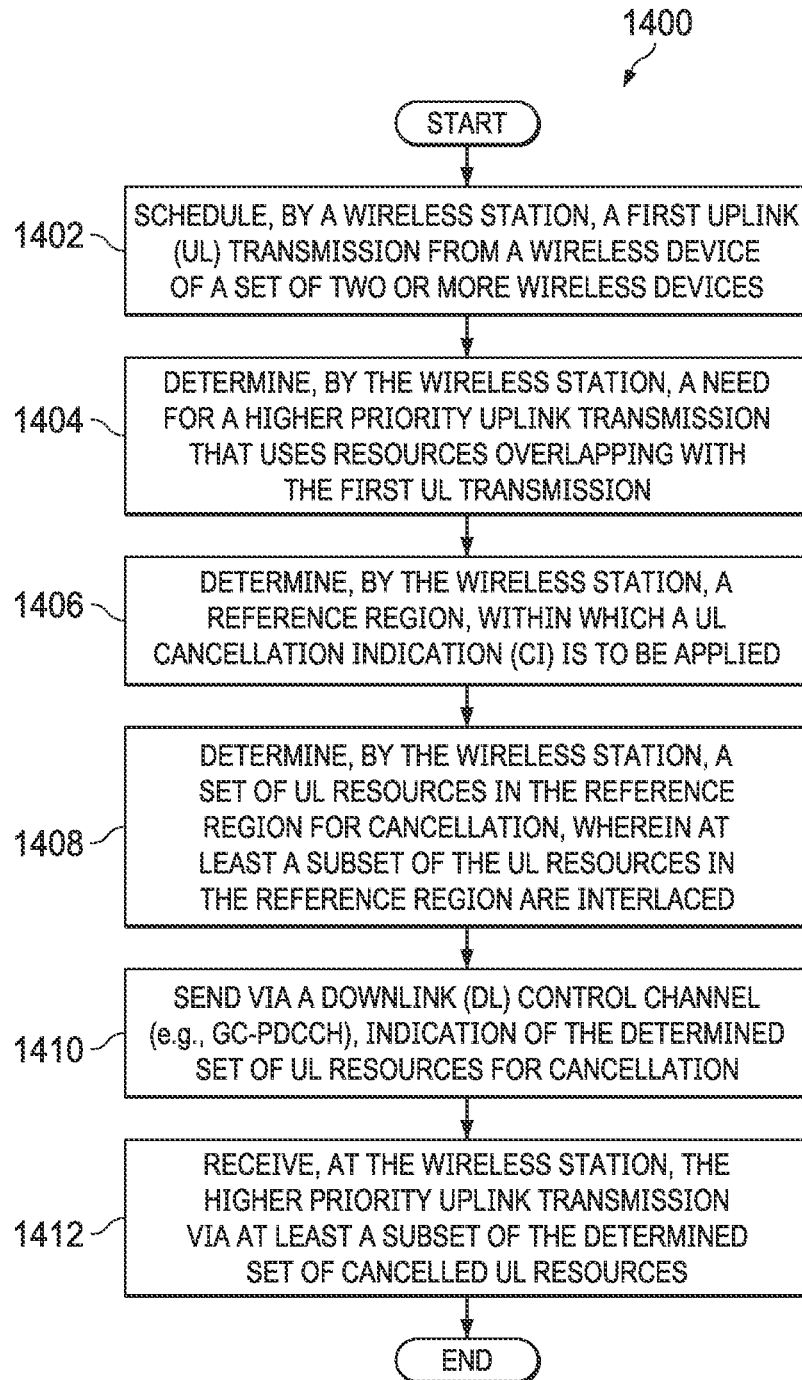 1400
START
1402
SCHEDULE, BY A WIRELESS STATION, A FIRST UPLINK
(UL) TRANSMISSION FROM A WIRELESS DEVICE
OF A SET OF TWO OR MORE WIRELESS DEVICES
1404
DETERMINE, BY THE WIRELESS STATION, A NEED
FOR A HIGHER PRIORITY UPLINK TRANSMISSION
THAT USES RESOURCES OVERLAPPING WITH
THE FIRST UL TRANSMISSION
1406
DETERMINE, BY THE WIRELESS STATION, A
REFERENCE REGION, WITHIN WHICH A UL
CANCELLATION INDICATION (CI) IS TO BE APPLIED
1408
DETERMINE, BY THE WIRELESS STATION, A
SET OF UL RESOURCES IN THE REFERENCE
REGION FOR CANCELLATION, WHEREIN AT
LEAST A SUBSET OF THE UL RESOURCES IN
THE REFERENCE REGION ARE INTERLACED
1410
SEND VIA A DOWNLINK (DL) CONTROL CHANNEL
(e.g., GC-PDCCH), INDICATION OF THE DETERMINED
SET OF UL RESOURCES FOR CANCELLATION
1412
RECEIVE, AT THE WIRELESS STATION, THE
HIGHER PRIORITY UPLINK TRANSMISSION
VIA AT LEAST A SUBSET OF THE DETERMINED
SET OF CANCELLED UL RESOURCES
END